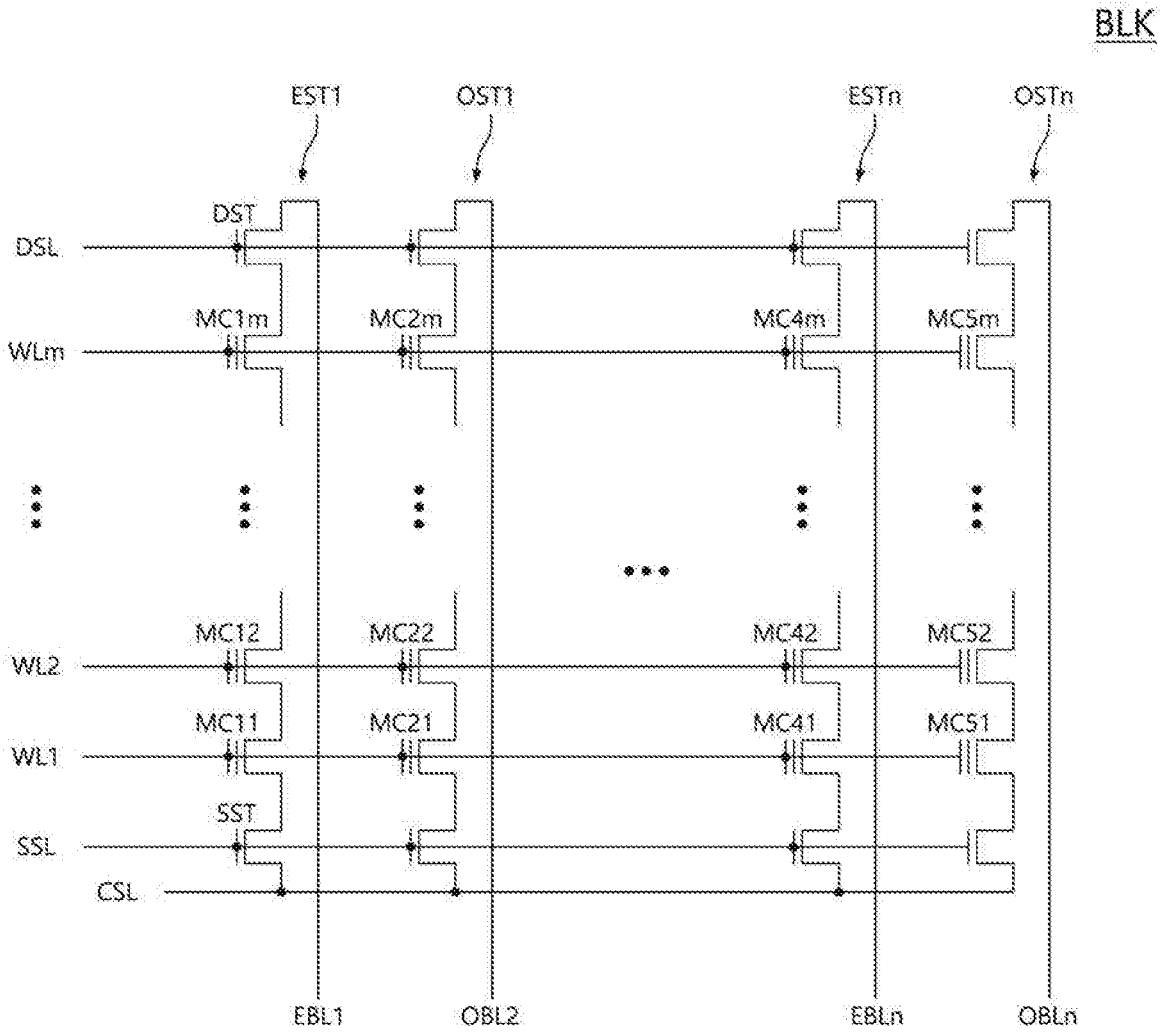 BLK
EST1 OST1 ESTn OSTn
DST
DSL
MC1m MC2m MC4m MC5m
WLm
MC12 MC22 MC42 MC52
WL2
MC11 MC21 MC41 MC51
WL1
SST
SSL
CSL
EBL1 OBL2 EBLn OBLn